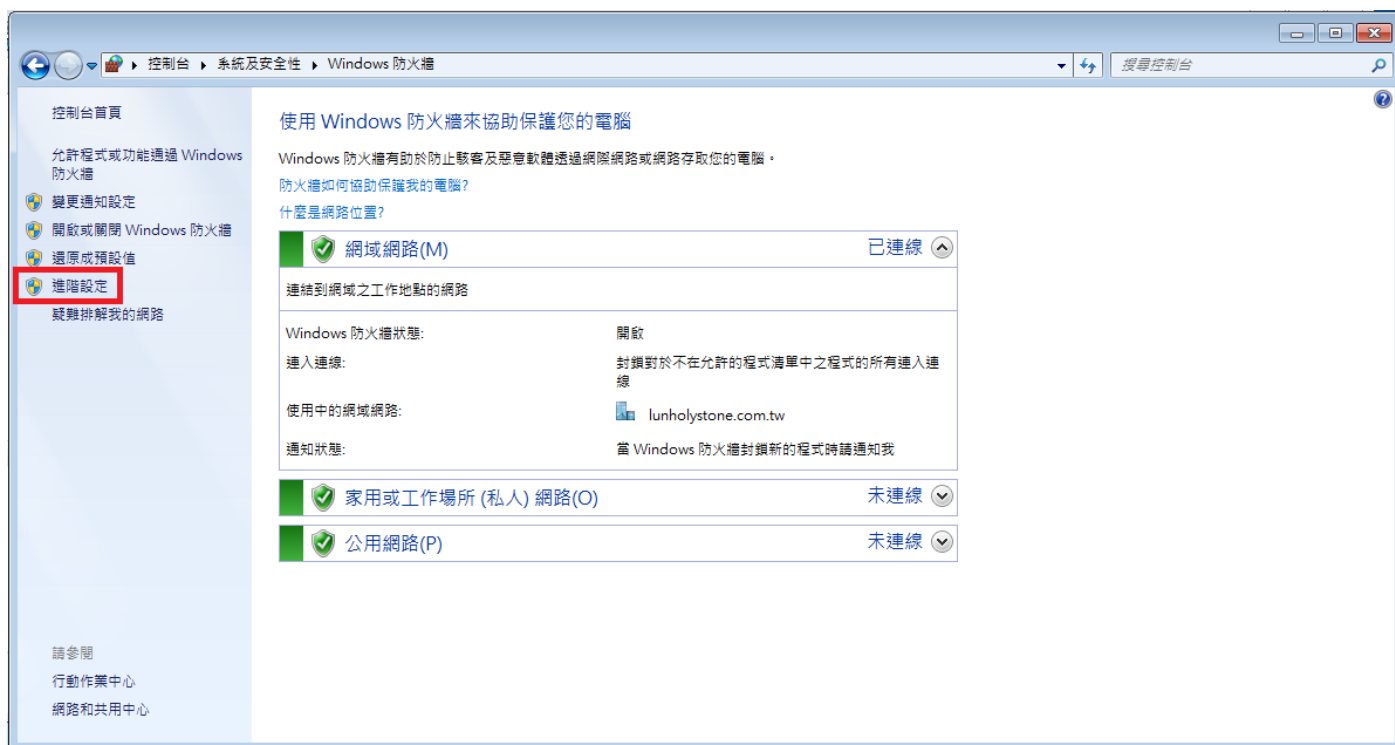 控制台 ▸ 系統及安全性 ▸ Windows 防火牆
搜尋控制台
控制台首頁
允許程式或功能通過 Windows
防火牆
變更通知設定
開啟或關閉 Windows 防火牆
還原成預設值
進階設定
疑難排解我的網路
請參閱
行動作業中心
網路和共用中心
使用 Windows 防火牆來協助保護您的電腦
Windows 防火牆有助於防止駭客及惡意軟體透過網際網路或網路存取您的電腦。
防火牆如何協助保護我的電腦?
什麼是網路位置?
網域網路(M) 已連線
連結到網域之工作地點的網路
Windows 防火牆狀態: 開啟
連入連線: 封鎖對於不在允許的程式清單中之程式的所有連入連
線
使用中的網域網路: lunholystone.com.tw
通知狀態: 當 Windows 防火牆封鎖新的程式時請通知我
家用或工作場所 (私人) 網路(O) 未連線
公用網路(P) 未連線